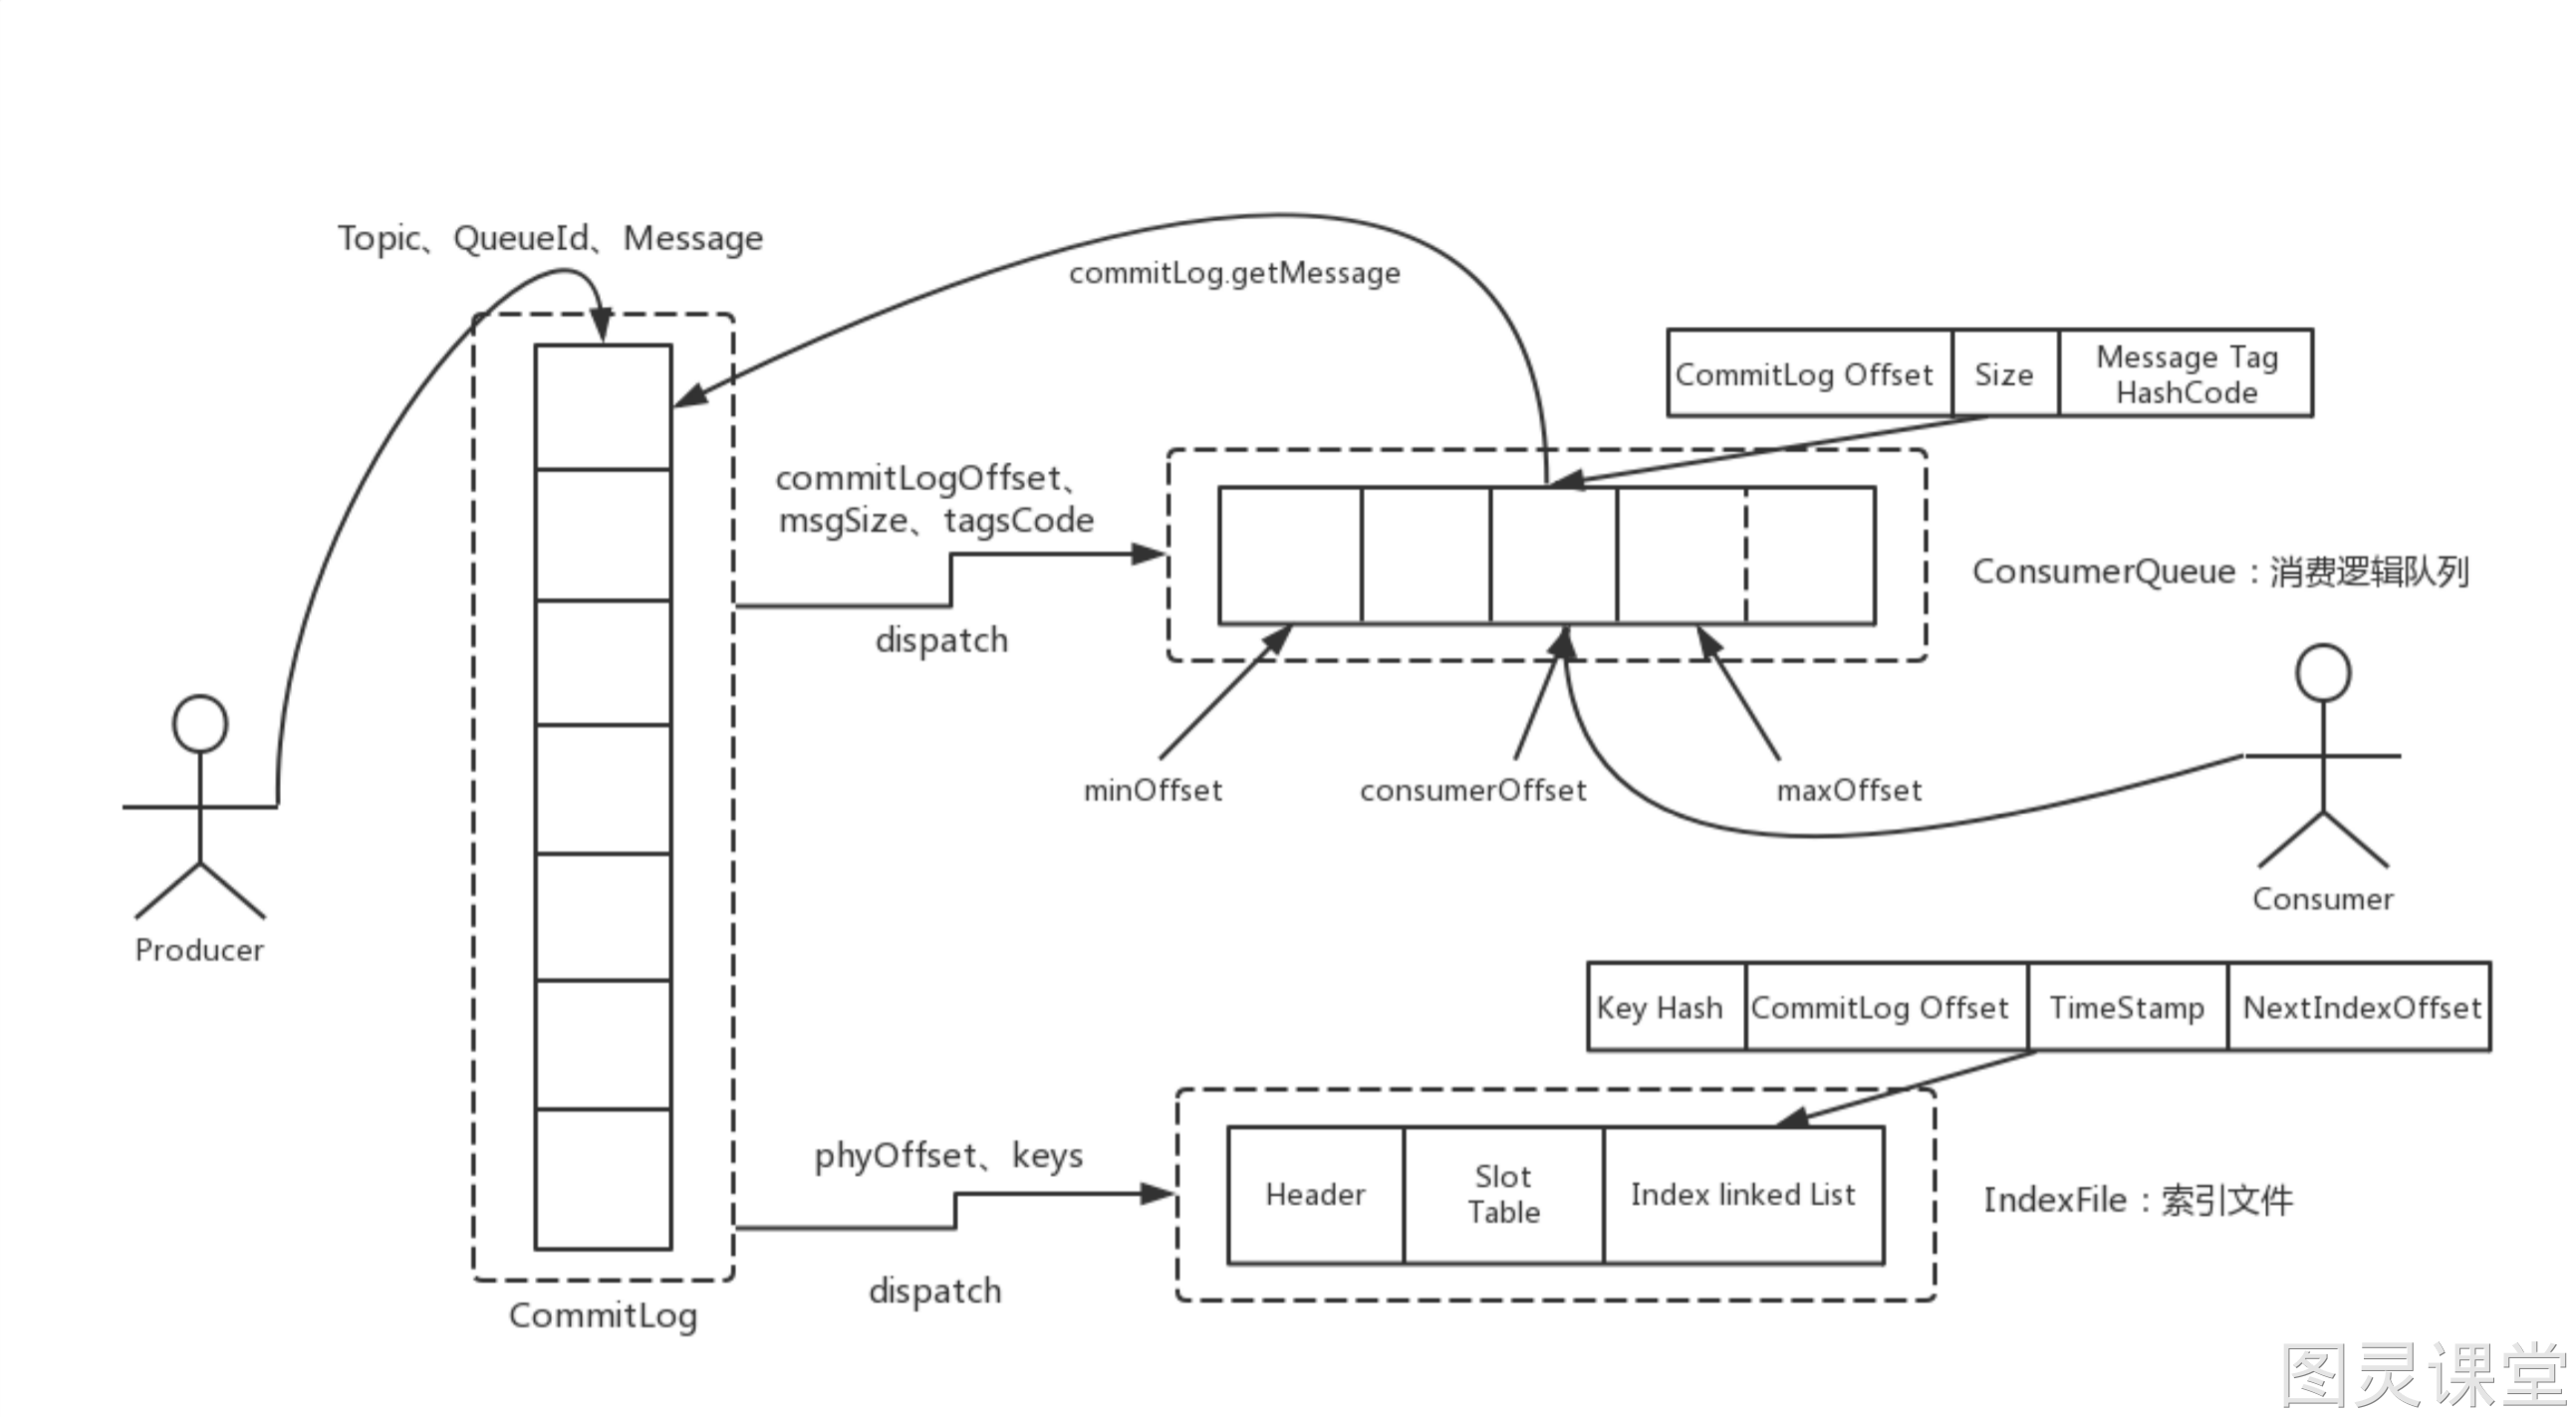 Topic、QueueId、Message
commitLog.getMessage
CommitLog Offset
Size
Message Tag
HashCode
commitLogOffset、
msgSize、tagsCode
dispatch
ConsumerQueue：消费逻辑队列
minOffset
consumerOffset
maxOffset
Producer
Consumer
Key Hash
CommitLog Offset
TimeStamp
NextIndexOffset
phyOffset、keys
dispatch
Header
Slot
Table
Index linked List
IndexFile：索引文件
CommitLog
图灵课堂